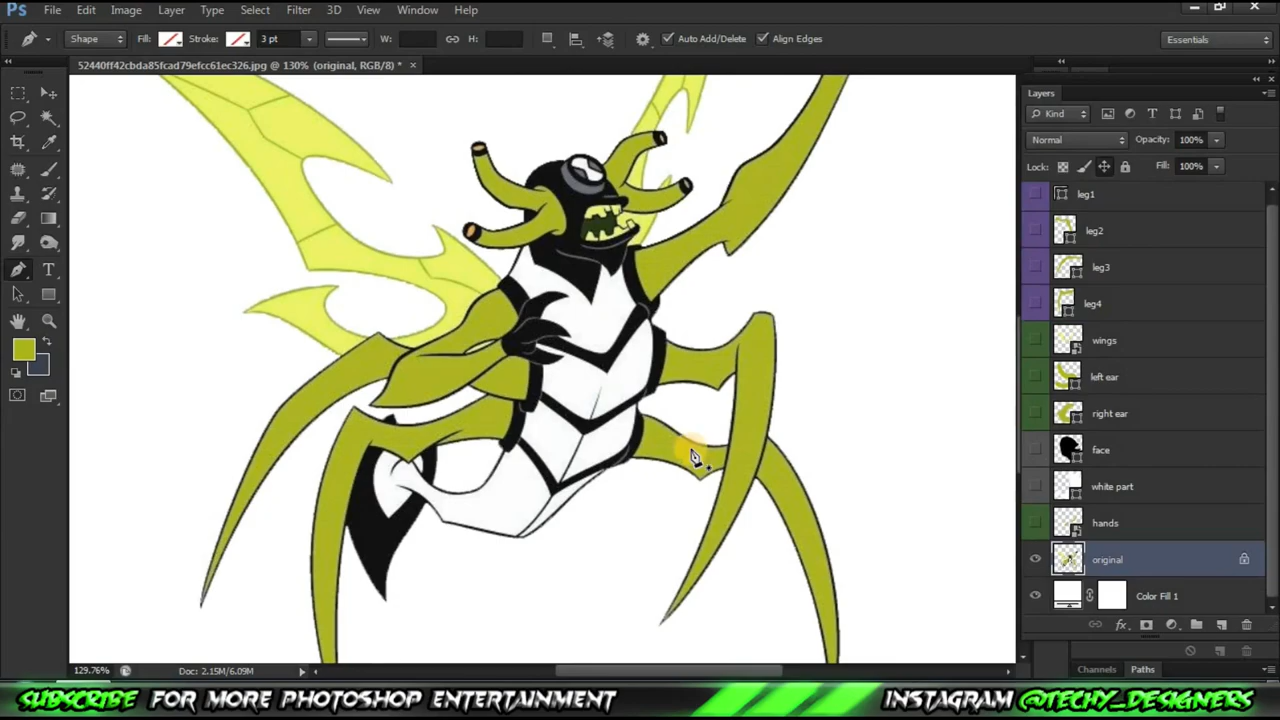 Ps File Edit Image Layer Type Select Filter 3D View Window Help
Shape Fill: Stroke: 3 pt W: H: Auto Add/Delete Align Edges Essentials
52440ff42cbda85fcad79efcc61ec326.jpg @ 130% (original, RGB/8) * ×
Layers
Kind
Normal Opacity: 100%
Lock: Fill: 100%
leg1
leg2
leg3
leg4
wings
left ear
right ear
face
white part
hands
original
Color Fill 1
fx
129.76% Doc: 2.15M/6.09M
Channels Paths
SUBSCRIBE FOR MORE PHOTOSHOP ENTERTAINMENT INSTAGRAM @TECHY_DESIGNERS